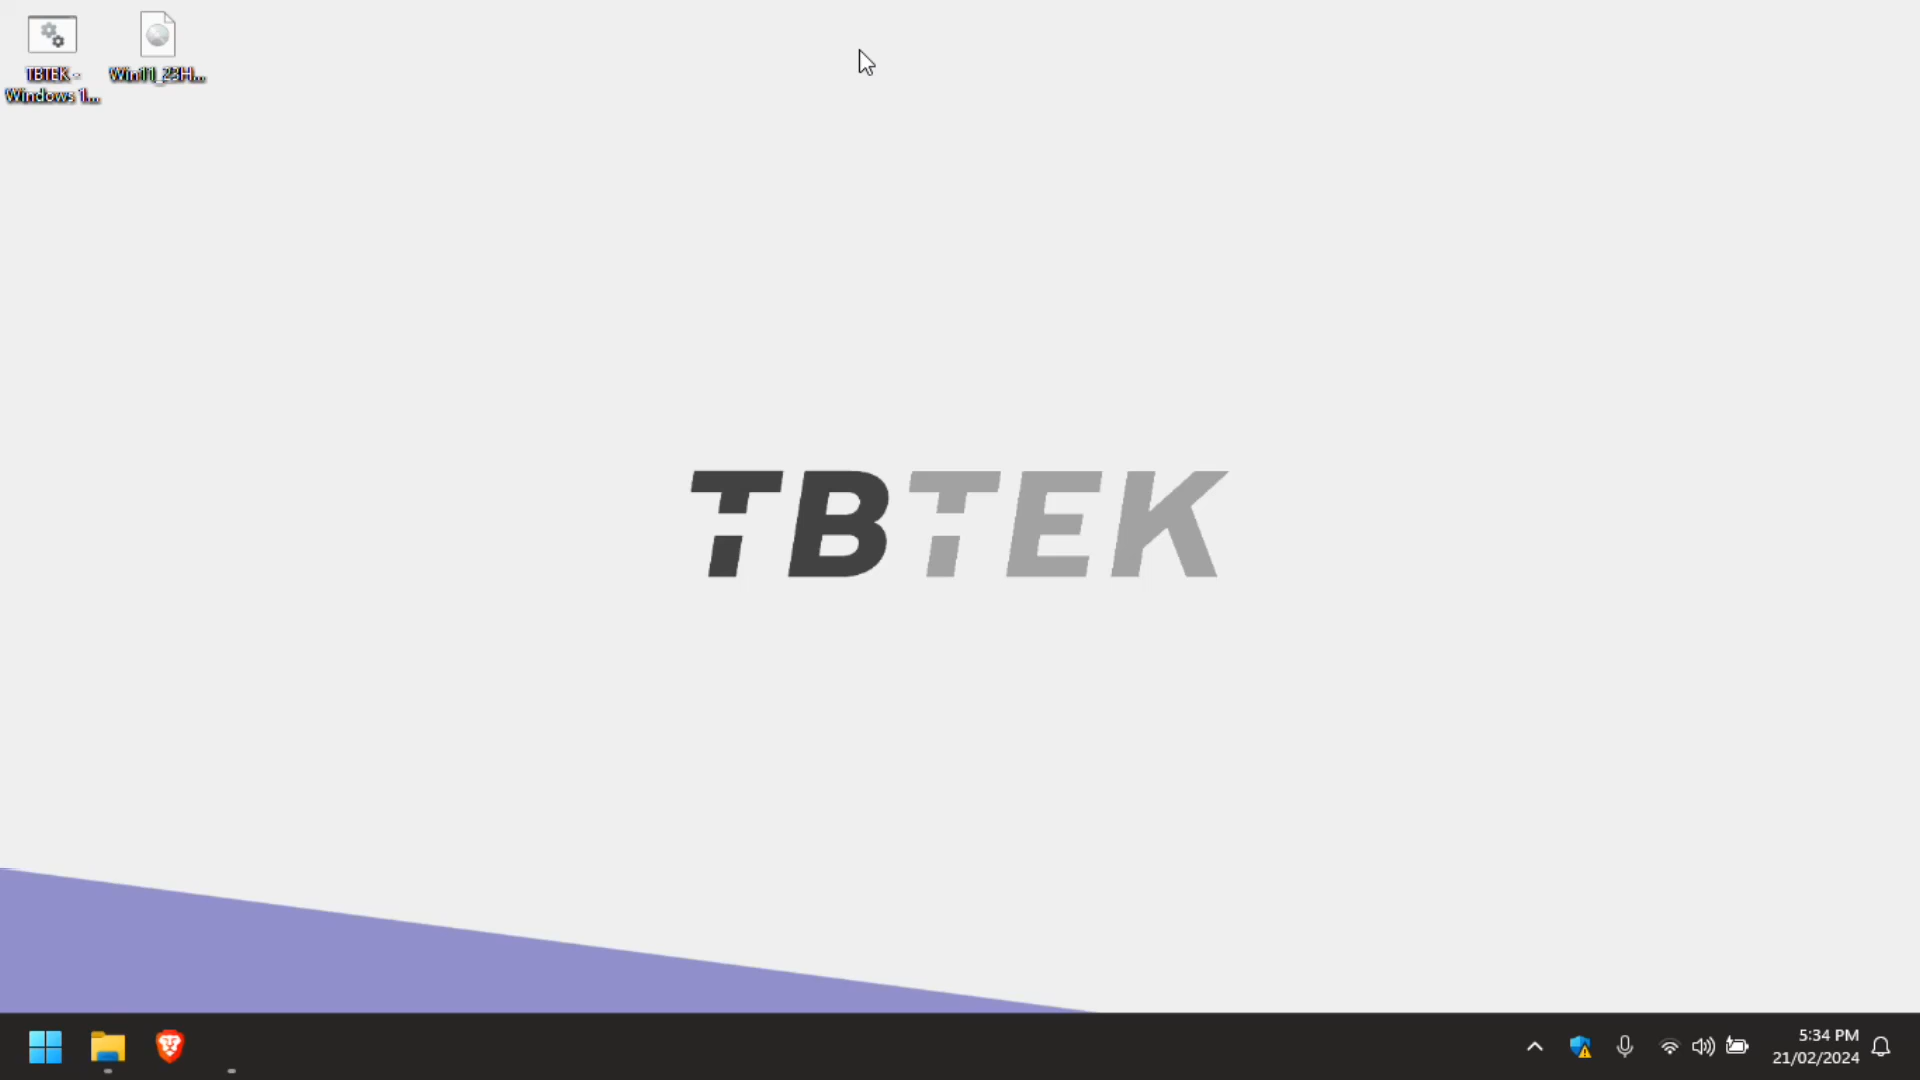 TBTEK -
Windows 1...
Win11_23H...
TBTEK
5:34 PM
21/02/2024